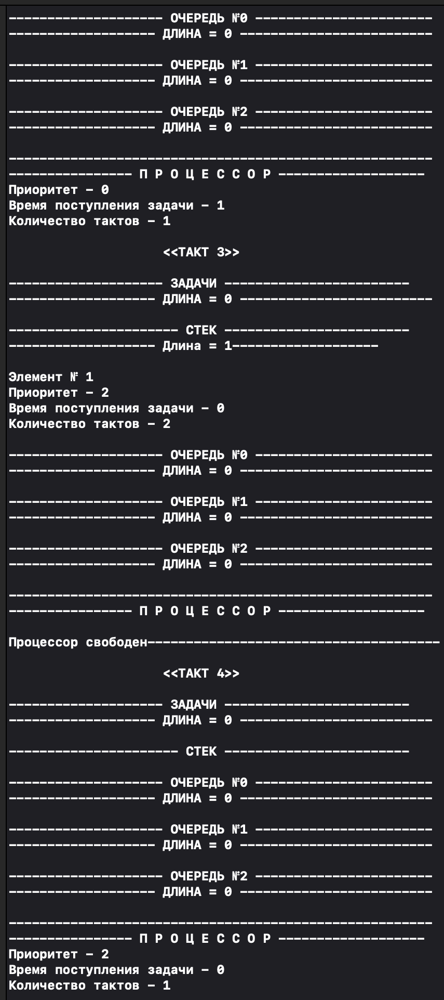 -------------------- ОЧЕРЕДЬ №0 -----------------------
------------------- ДЛИНА = 0 -------------------------
-------------------- ОЧЕРЕДЬ №1 -----------------------
------------------- ДЛИНА = 0 -------------------------
-------------------- ОЧЕРЕДЬ №2 -----------------------
------------------- ДЛИНА = 0 -------------------------
-------------------------------------------------------
---------------- П Р О Ц Е С С О Р -------------------
Приоритет - 0
Время поступления задачи - 1
Количество тактов - 1
<<ТАКТ 3>>
-------------------- ЗАДАЧИ ------------------------
------------------- ДЛИНА = 0 -------------------------
---------------------- СТЕК ------------------------
------------------- Длина = 1-------------------
Элемент № 1
Приоритет - 2
Время поступления задачи - 0
Количество тактов - 2
-------------------- ОЧЕРЕДЬ №0 -----------------------
------------------- ДЛИНА = 0 -------------------------
-------------------- ОЧЕРЕДЬ №1 -----------------------
------------------- ДЛИНА = 0 -------------------------
-------------------- ОЧЕРЕДЬ №2 -----------------------
------------------- ДЛИНА = 0 -------------------------
-------------------------------------------------------
---------------- П Р О Ц Е С С О Р -------------------
Процессор свободен--------------------------------------
<<ТАКТ 4>>
-------------------- ЗАДАЧИ ------------------------
------------------- ДЛИНА = 0 -------------------------
---------------------- СТЕК ------------------------
-------------------- ОЧЕРЕДЬ №0 -----------------------
------------------- ДЛИНА = 0 -------------------------
-------------------- ОЧЕРЕДЬ №1 -----------------------
------------------- ДЛИНА = 0 -------------------------
-------------------- ОЧЕРЕДЬ №2 -----------------------
------------------- ДЛИНА = 0 -------------------------
-------------------------------------------------------
---------------- П Р О Ц Е С С О Р -------------------
Приоритет - 2
Время поступления задачи - 0
Количество тактов - 1